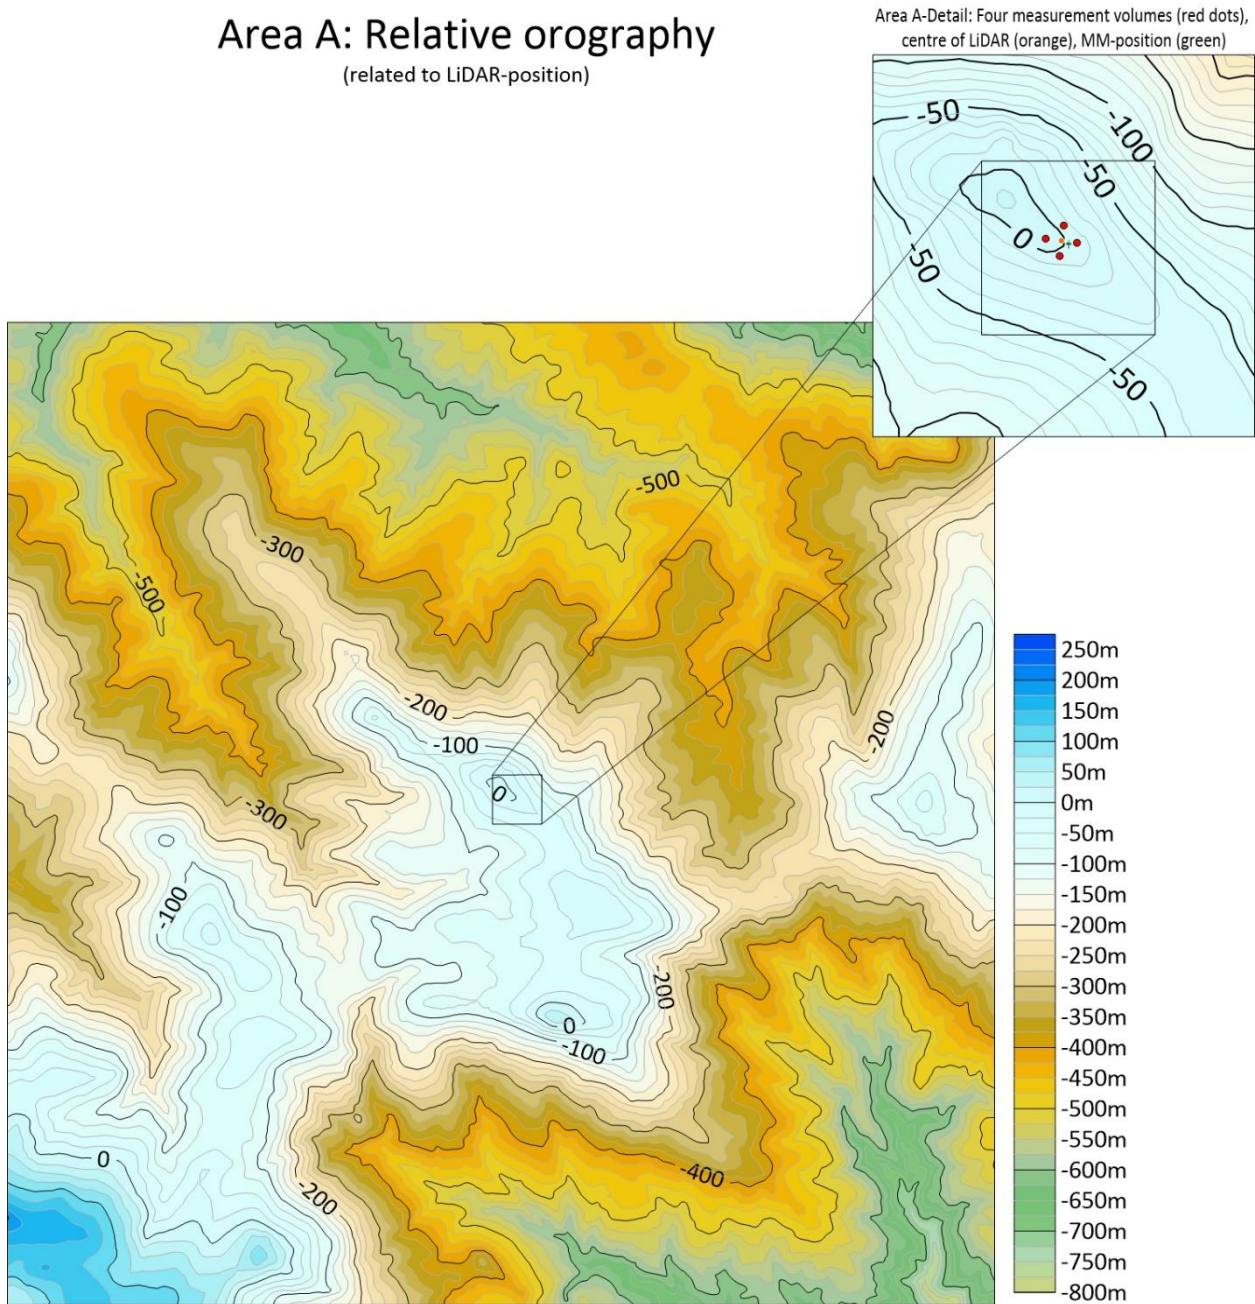 Area A: Relative orography
(related to LiDAR-position)
Area A-Detail: Four measurement volumes (red dots),
centre of LiDAR (orange), MM-position (green)
-50
-100
-50
0
-50
-50
-500
-300
-500
-200
-100
-200
0
-300
-100
-200
0
-100
0
-400
-200
250m
200m
150m
100m
50m
0m
-50m
-100m
-150m
-200m
-250m
-300m
-350m
-400m
-450m
-500m
-550m
-600m
-650m
-700m
-750m
-800m